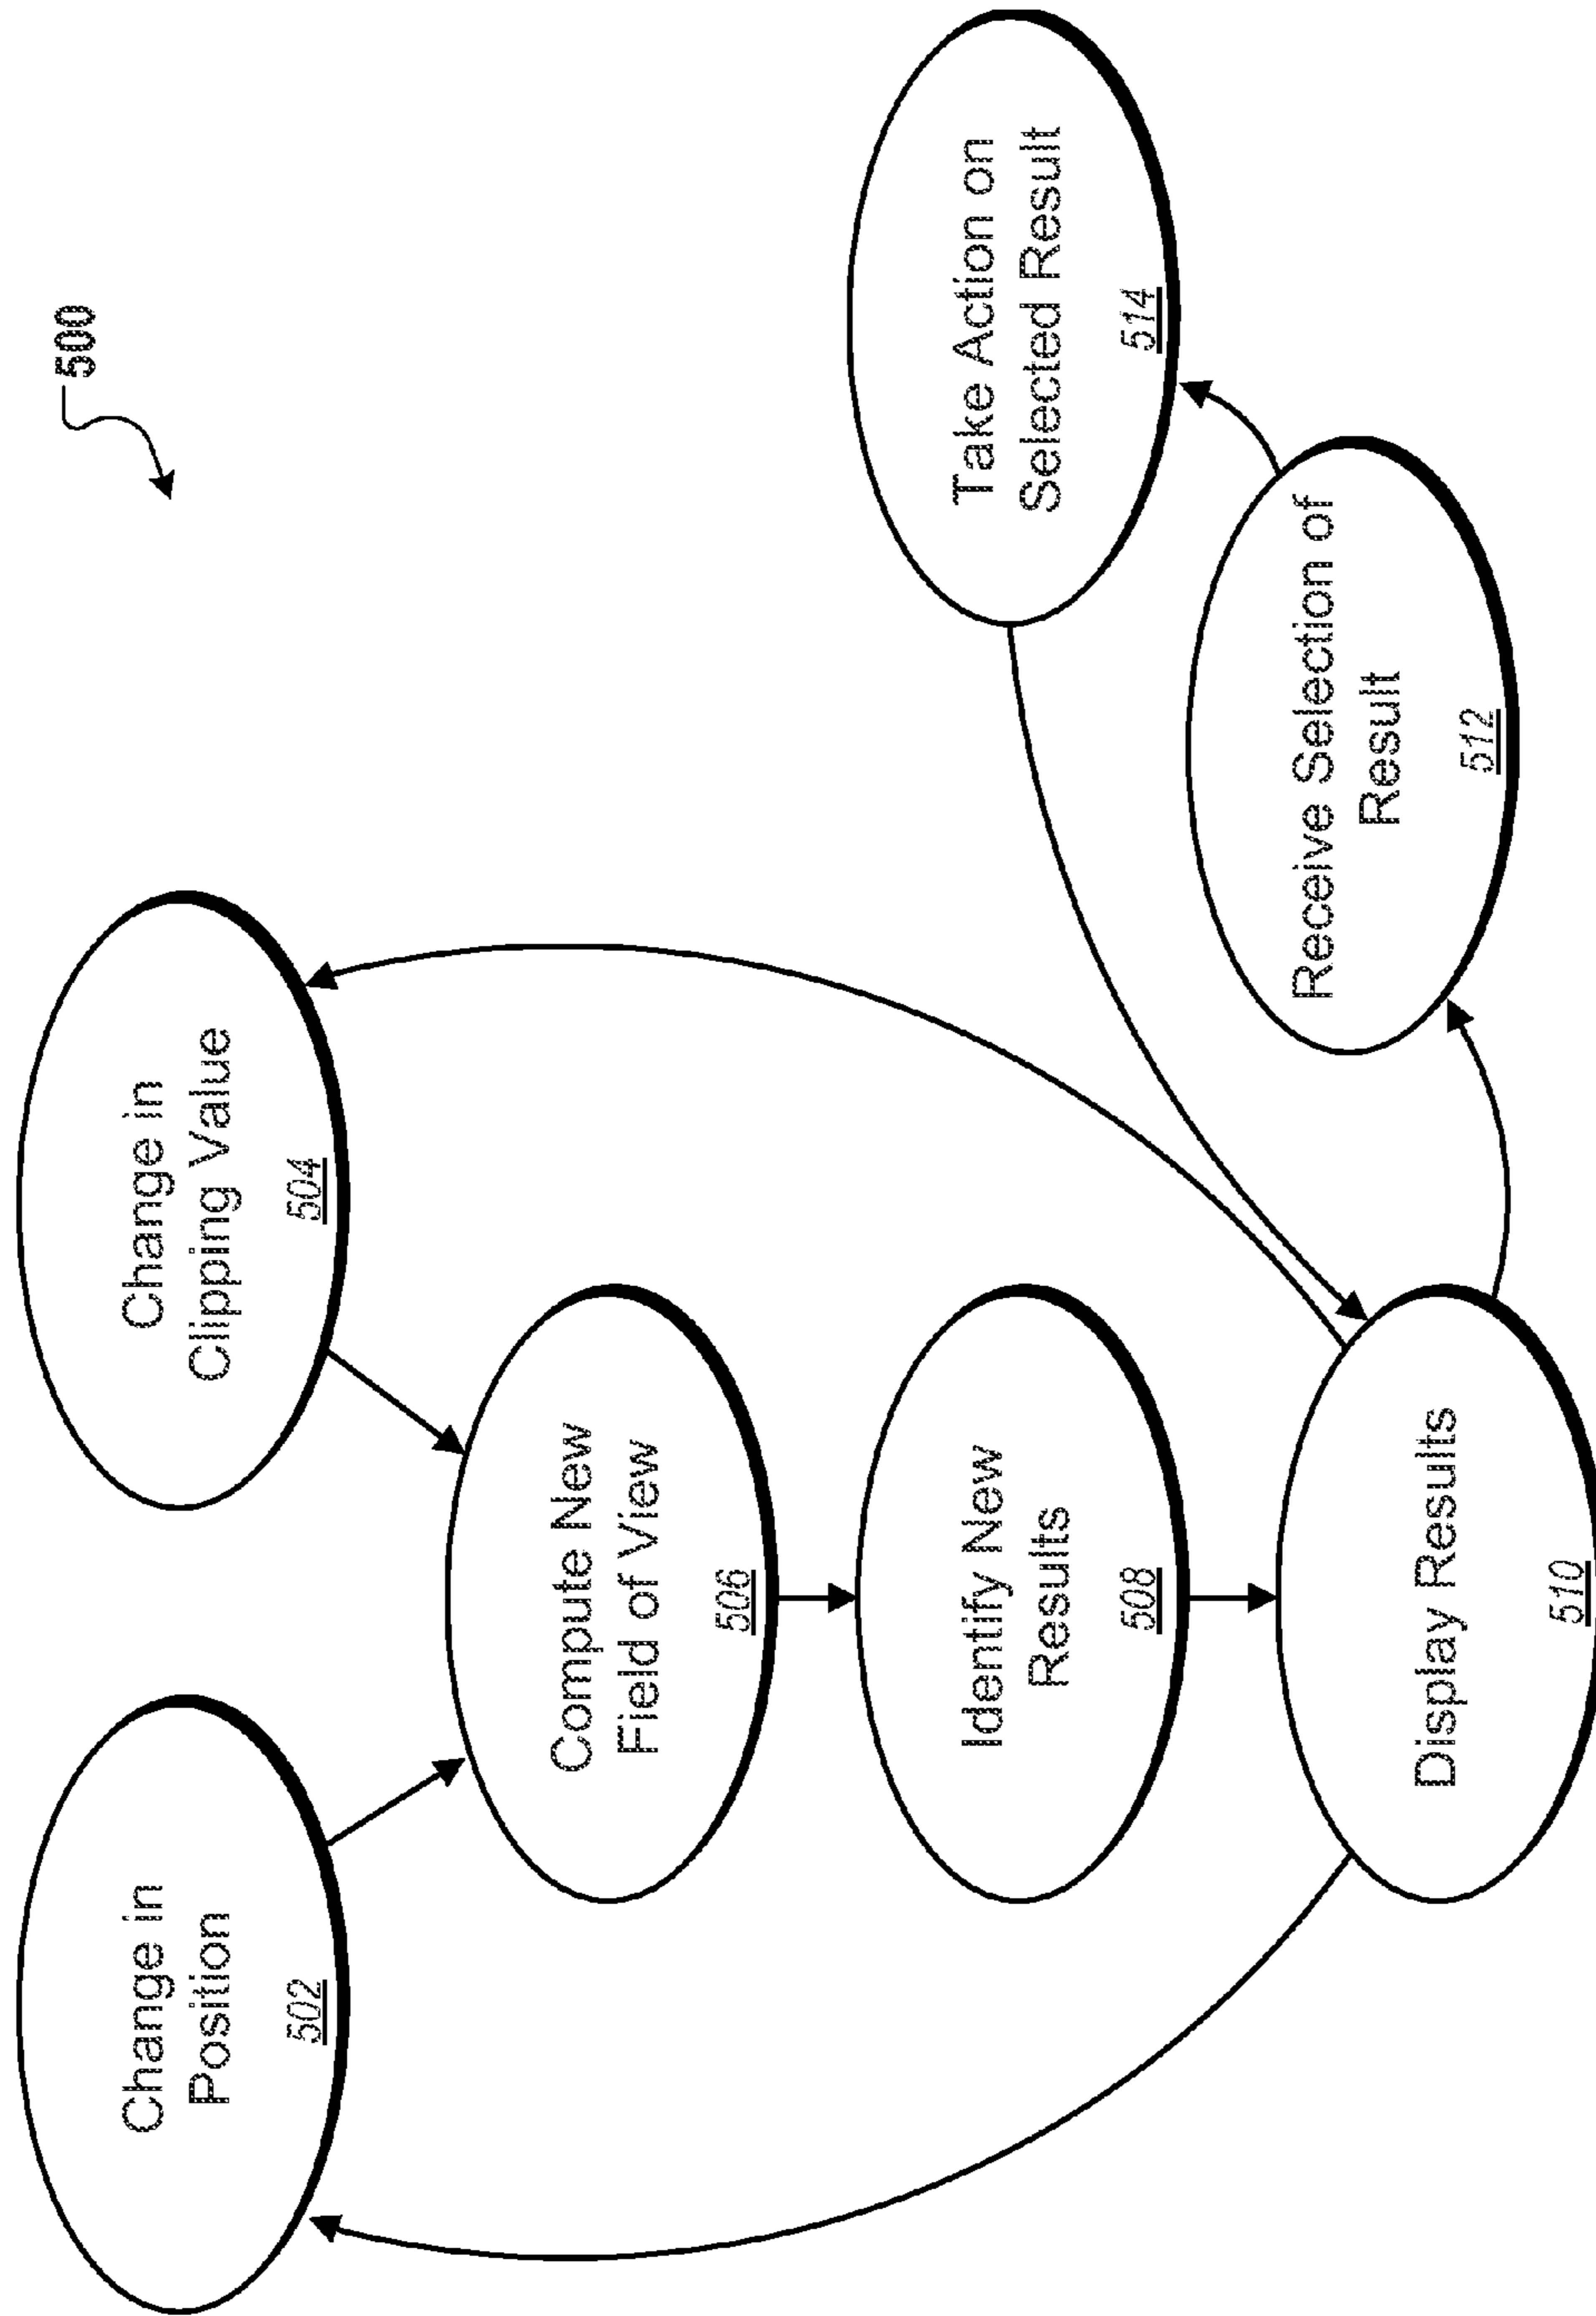 500
Change in
Position
502
Change in
Clipping Value
504
Compute New
Field of View
506
Identify New
Results
508
Display Results
510
Receive Selection of
Result
512
Take Action on
Selected Result
514